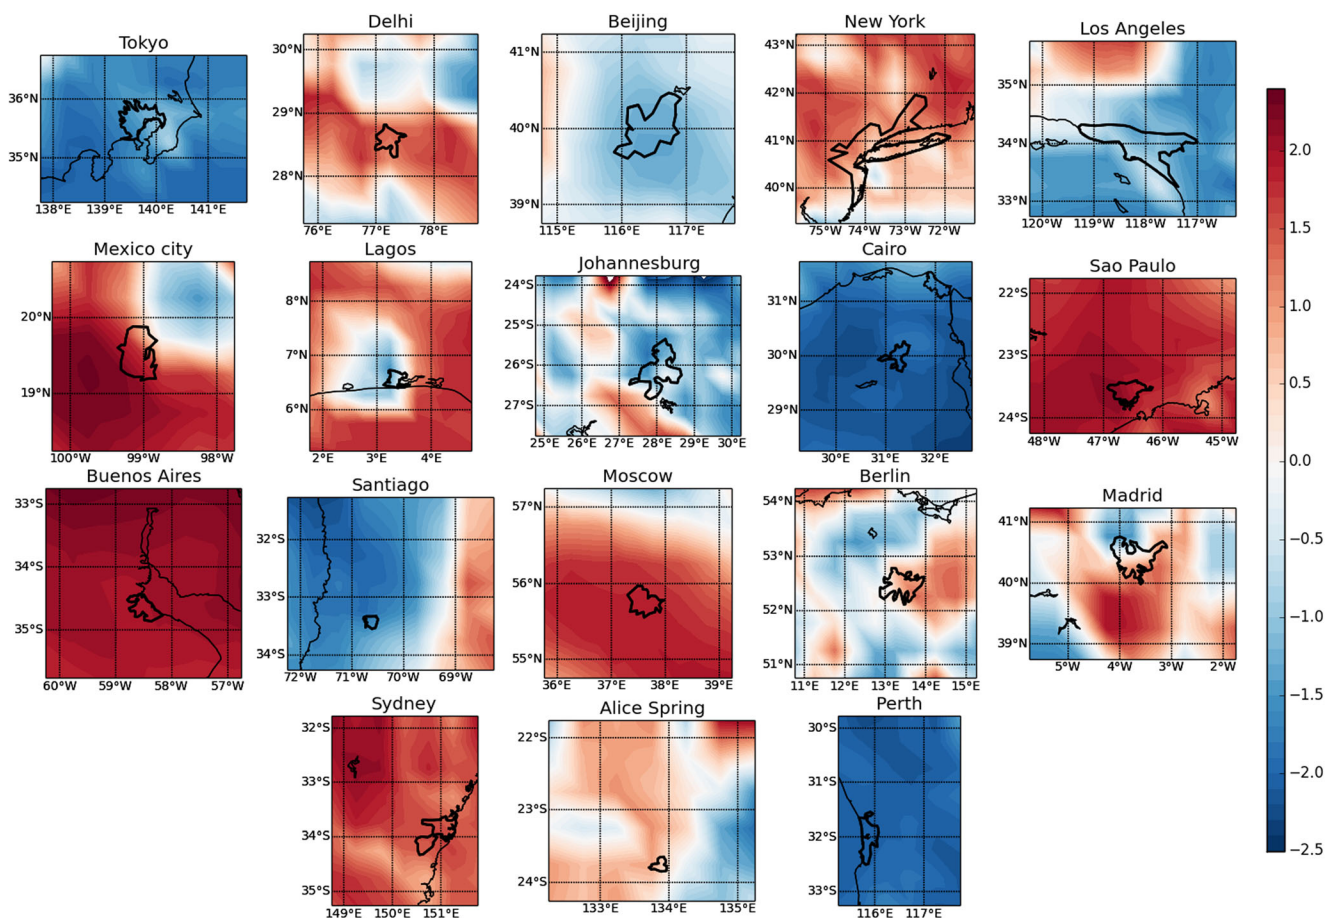 Tokyo
36°N
35°N
138°E 139°E 140°E 141°E
Delhi
30°N
29°N
28°N
76°E 77°E 78°E
Beijing
41°N
40°N
39°N
115°E 116°E 117°E
New York
43°N
42°N
41°N
40°N
75°W 74°W 73°W 72°W
Los Angeles
35°N
34°N
33°N
120°W 119°W 118°W 117°W
Mexico city
20°N
19°N
100°W 99°W 98°W
Lagos
8°N
7°N
6°N
2°E 3°E 4°E
Johannesburg
24°S
25°S
26°S
27°S
25°E 26°E 27°E 28°E 29°E 30°E
Cairo
31°N
30°N
29°N
30°E 31°E 32°E
Sao Paulo
22°S
23°S
24°S
48°W 47°W 46°W 45°W
Buenos Aires
33°S
34°S
35°S
60°W 59°W 58°W 57°W
Santiago
32°S
33°S
34°S
72°W 71°W 70°W 69°W
Moscow
57°N
56°N
55°N
36°E 37°E 38°E 39°E
Berlin
54°N
53°N
52°N
51°N
11°E 12°E 13°E 14°E 15°E
Madrid
41°N
40°N
39°N
5°W 4°W 3°W 2°W
Sydney
32°S
33°S
34°S
35°S
149°E 150°E 151°E
Alice Spring
22°S
23°S
24°S
133°E 134°E 135°E
Perth
30°S
31°S
32°S
33°S
116°E 117°E
2.0
1.5
1.0
0.5
0.0
−0.5
−1.0
−1.5
−2.0
−2.5